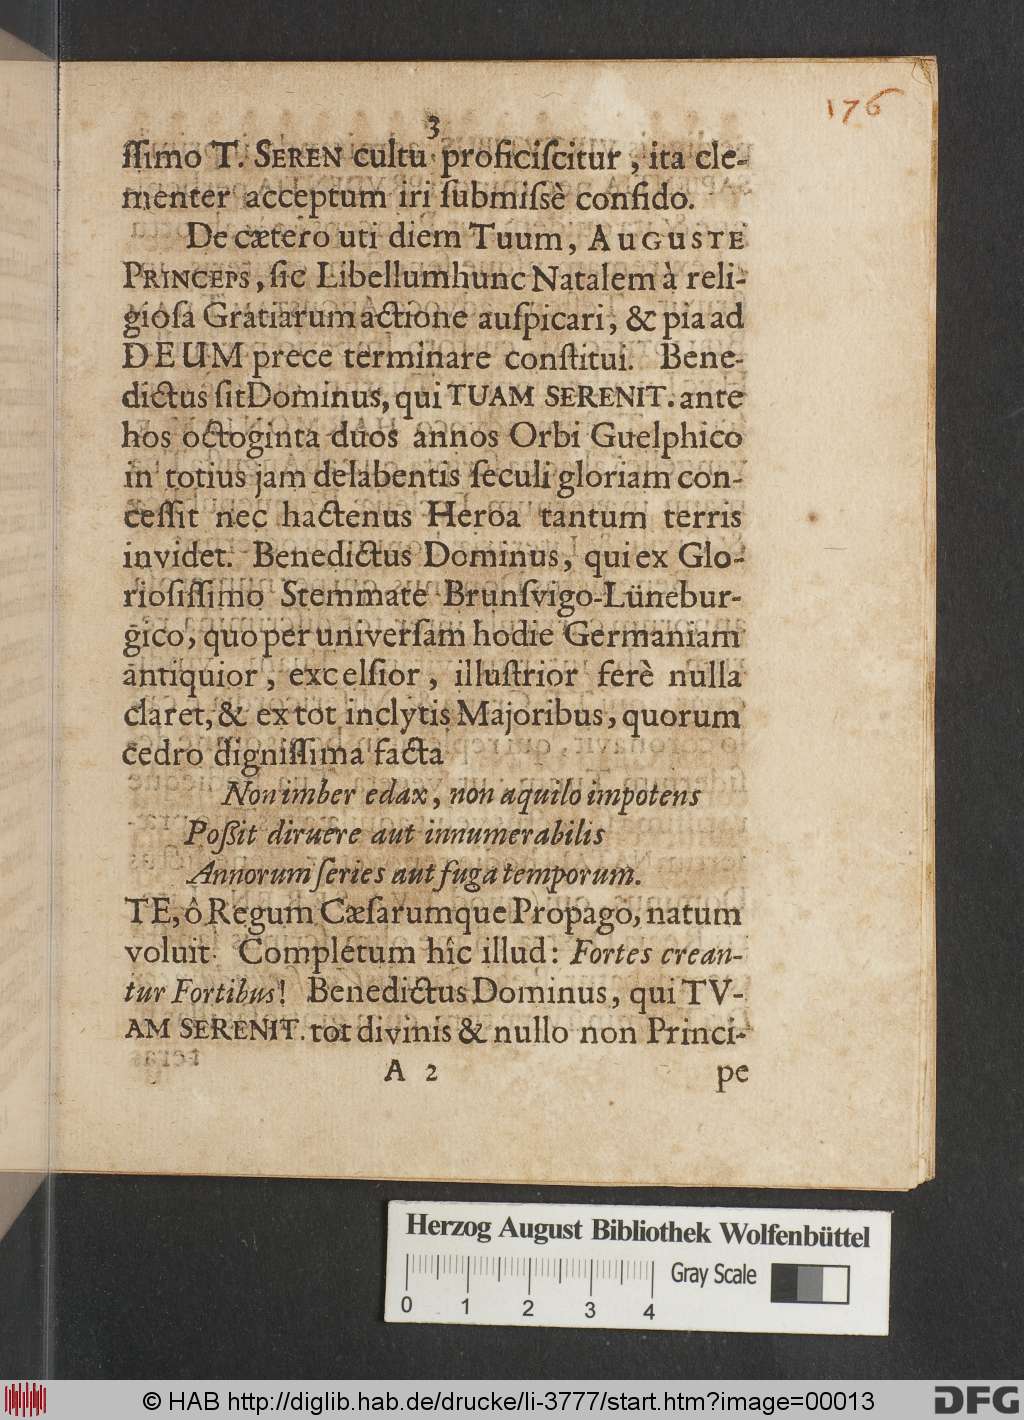 176
3
ſſimo T. SEREN cultu proficiſcitur, ita cle-
menter acceptum iri ſubmiſsè confido.
De cætero uti diem Tuum, AUGUSTE
PRINCEPS, ſic Libellum hunc Natalem à reli-
gioſa Gratiarum actione auſpicari, & pia ad
DEUM prece terminare conſtitui. Bene-
dictus ſit Dominus, qui TUAM SERENIT. ante
hos octoginta duos annos Orbi Guelphico
in totius jam delabentis ſeculi gloriam con-
ceſſit nec hactenus Heroa tantum terris
invidet. Benedictus Dominus, qui ex Glo-
rioſiſſimo Stemmate Brunſvigo-Lünebur-
gico, quo per univerſam hodie Germaniam
antiquior, excelſior, illuſtrior ferè nulla
claret, & ex tot inclytis Majoribus, quorum
cedro digniſſima facta
Non imber edax, non aquilo impotens
Poßit diruere aut innumerabilis
Annorum ſeries aut fuga temporum.
TE, ô Regum Cæſarumque Propago, natum
voluit. Completum hîc illud: Fortes crean-
tur Fortibus! Benedictus Dominus, qui TV-
AM SERENIT. tot divinis & nullo non Princi-
A 2 pe
Herzog August Bibliothek Wolfenbüttel
Gray Scale
0 1 2 3 4
© HAB http://diglib.hab.de/drucke/li-3777/start.htm?image=00013
DFG